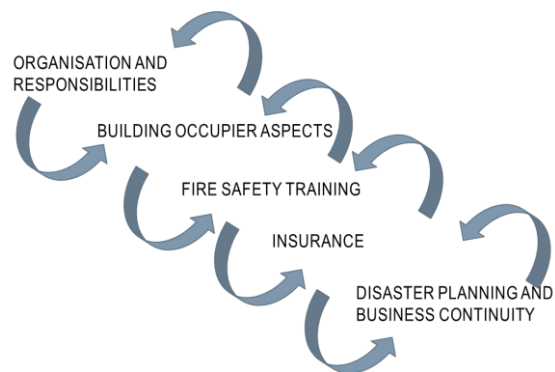 ORGANISATION AND
RESPONSIBILITIES
BUILDING OCCUPIER ASPECTS
FIRE SAFETY TRAINING
INSURANCE
DISASTER PLANNING AND
BUSINESS CONTINUITY